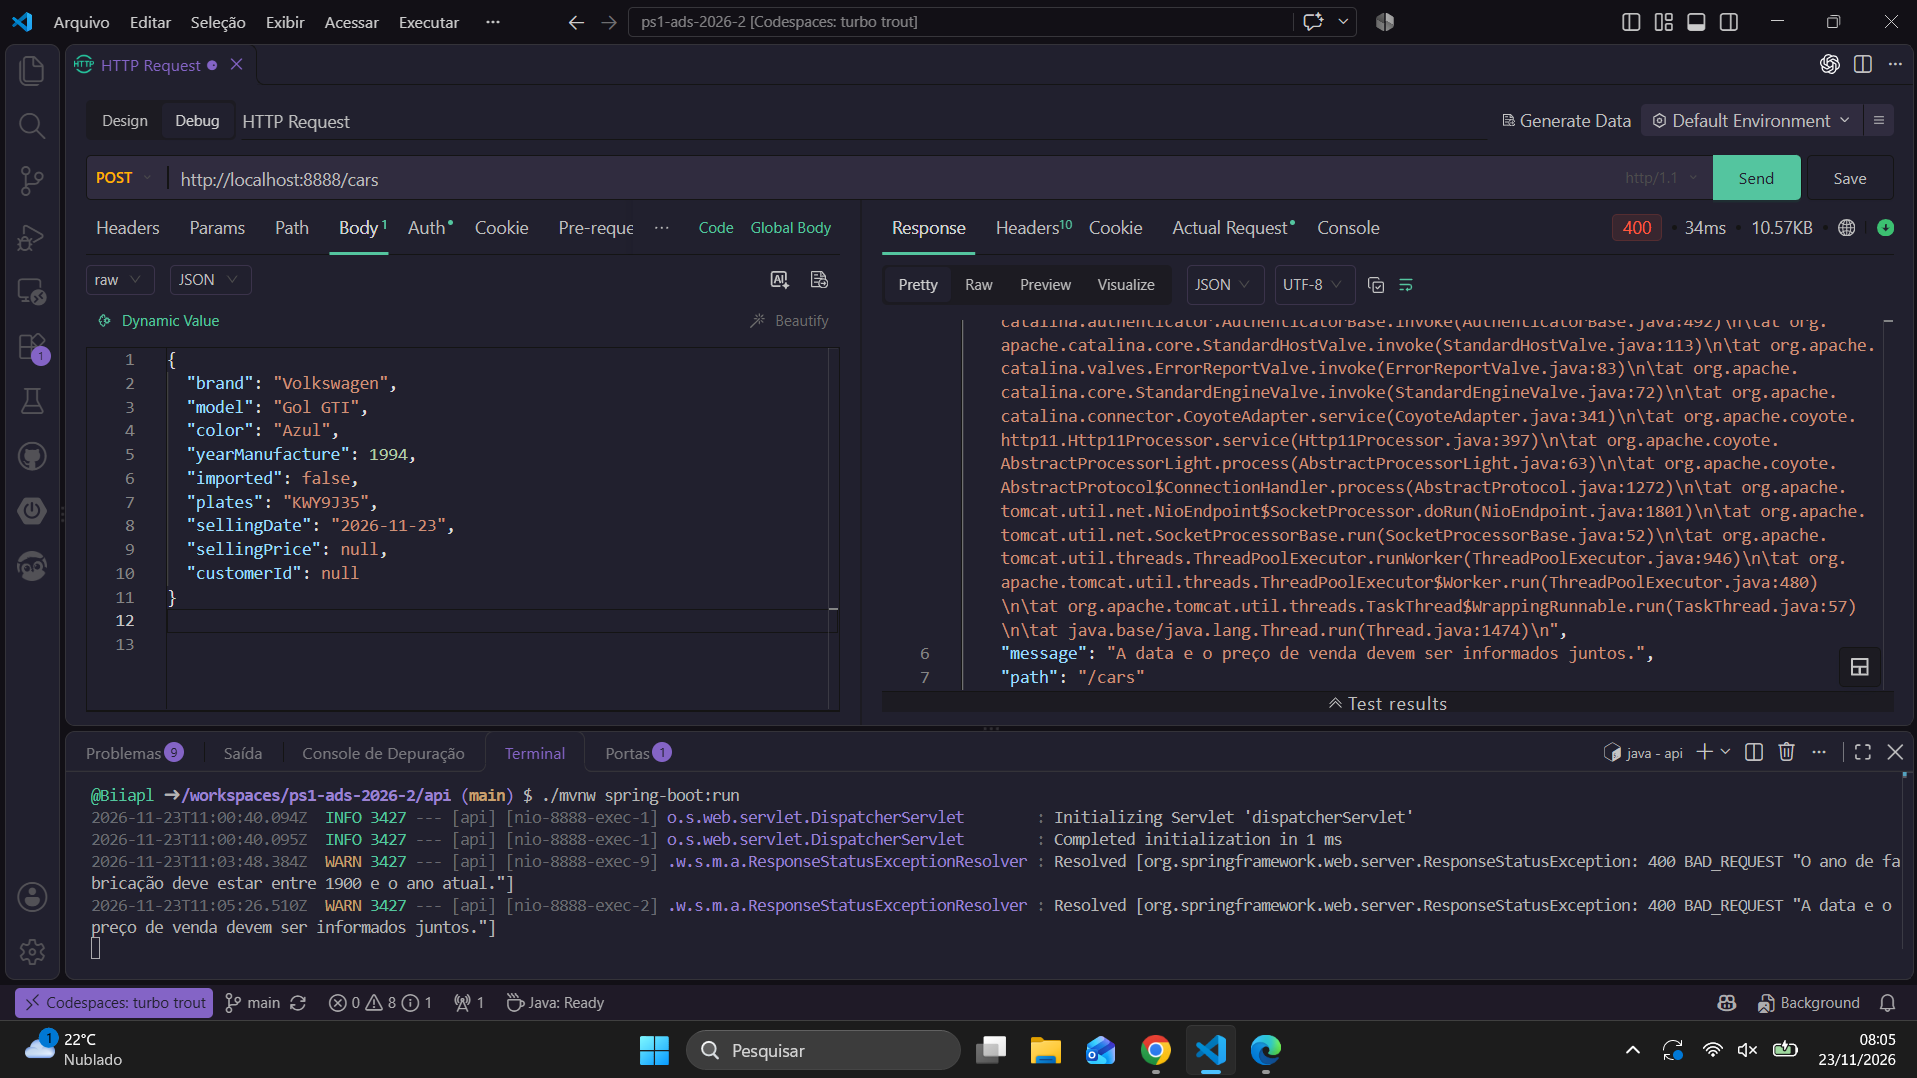 Arquivo Editar Seleção Exibir Acessar Executar ··· ps1-ads-2026-2 [Codespaces: turbo trout]
HTTP Request
Design Debug HTTP Request Generate Data Default Environment
POST http://localhost:8888/cars http/1.1 Send Save
Headers Params Path Body 1 Auth Cookie Pre-reque ··· Code Global Body
raw JSON
Dynamic Value Beautify
1 {
2 "brand": "Volkswagen",
3 "model": "Gol GTI",
4 "color": "Azul",
5 "yearManufacture": 1994,
6 "imported": false,
7 "plates": "KWY9J35",
8 "sellingDate": "2026-11-23",
9 "sellingPrice": null,
10 "customerId": null
11 }
12
13
Response Headers 10 Cookie Actual Request Console 400 34ms 10.57KB
Pretty Raw Preview Visualize JSON UTF-8
catalina.authenticator.AuthenticatorBase.invoke(AuthenticatorBase.java:492)\n\tat org.
apache.catalina.core.StandardHostValve.invoke(StandardHostValve.java:113)\n\tat org.apache.
catalina.valves.ErrorReportValve.invoke(ErrorReportValve.java:83)\n\tat org.apache.
catalina.core.StandardEngineValve.invoke(StandardEngineValve.java:72)\n\tat org.apache.
catalina.connector.CoyoteAdapter.service(CoyoteAdapter.java:341)\n\tat org.apache.coyote.
http11.Http11Processor.service(Http11Processor.java:397)\n\tat org.apache.coyote.
AbstractProcessorLight.process(AbstractProcessorLight.java:63)\n\tat org.apache.coyote.
AbstractProtocol$ConnectionHandler.process(AbstractProtocol.java:1272)\n\tat org.apache.
tomcat.util.net.NioEndpoint$SocketProcessor.doRun(NioEndpoint.java:1801)\n\tat org.apache.
tomcat.util.net.SocketProcessorBase.run(SocketProcessorBase.java:52)\n\tat org.apache.
tomcat.util.threads.ThreadPoolExecutor.runWorker(ThreadPoolExecutor.java:946)\n\tat org.
apache.tomcat.util.threads.ThreadPoolExecutor$Worker.run(ThreadPoolExecutor.java:480)
\n\tat org.apache.tomcat.util.threads.TaskThread$WrappingRunnable.run(TaskThread.java:57)
\n\tat java.base/java.lang.Thread.run(Thread.java:1474)\n",
6 "message": "A data e o preço de venda devem ser informados juntos.",
7 "path": "/cars"
Test results
Problemas 9 Saída Console de Depuração Terminal Portas 1 java - api
@Biiapl ➜/workspaces/ps1-ads-2026-2/api (main) $ ./mvnw spring-boot:run
2026-11-23T11:00:40.094Z INFO 3427 --- [api] [nio-8888-exec-1] o.s.web.servlet.DispatcherServlet : Initializing Servlet 'dispatcherServlet'
2026-11-23T11:00:40.095Z INFO 3427 --- [api] [nio-8888-exec-1] o.s.web.servlet.DispatcherServlet : Completed initialization in 1 ms
2026-11-23T11:03:48.384Z WARN 3427 --- [api] [nio-8888-exec-9] .w.s.m.a.ResponseStatusExceptionResolver : Resolved [org.springframework.web.server.ResponseStatusException: 400 BAD_REQUEST "O ano de fa
bricação deve estar entre 1900 e o ano atual."]
2026-11-23T11:05:26.510Z WARN 3427 --- [api] [nio-8888-exec-2] .w.s.m.a.ResponseStatusExceptionResolver : Resolved [org.springframework.web.server.ResponseStatusException: 400 BAD_REQUEST "A data e o
preço de venda devem ser informados juntos."]
Codespaces: turbo trout main 0 8 1 1 Java: Ready Background
1 22°C
Nublado
Pesquisar
08:05
23/11/2026